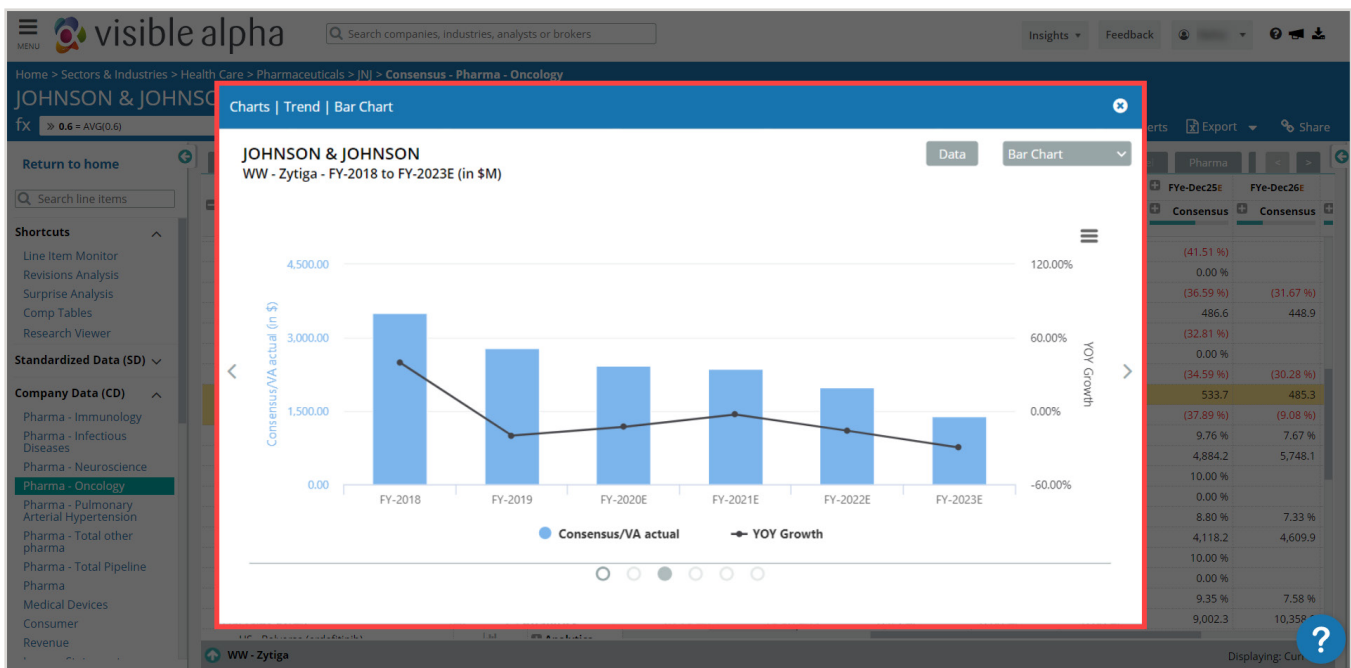 MENU
visible alpha
Search companies, industries, analysts or brokers
Insights
Feedback
Home > Sectors & Industries > Health Care > Pharmaceuticals > JNJ > Consensus - Pharma - Oncology
JOHNSON & JOHNSO
fx
» 0.6 = AVG(0.6)
erts
Export
Share
Return to home
Search line items
Shortcuts
Line Item Monitor
Revisions Analysis
Surprise Analysis
Comp Tables
Research Viewer
Standardized Data (SD)
Company Data (CD)
Pharma - Immunology
Pharma - Infectious
Diseases
Pharma - Neuroscience
Pharma - Oncology
Pharma - Pulmonary
Arterial Hypertension
Pharma - Total other
pharma
Pharma - Total Pipeline
Pharma
Medical Devices
Consumer
Revenue
Charts | Trend | Bar Chart
JOHNSON & JOHNSON
WW - Zytiga - FY-2018 to FY-2023E (in $M)
Data
Bar Chart
Consensus/VA actual (in $)
4,500.00
3,000.00
1,500.00
0.00
120.00%
60.00%
0.00%
-60.00%
YOY Growth
FY-2018
FY-2019
FY-2020E
FY-2021E
FY-2022E
FY-2023E
Consensus/VA actual
YOY Growth
Pharma
< >
FYe-Dec25E FYe-Dec26E
Consensus Consensus
(41.51 %)
0.00 %
(36.59 %) (31.67 %)
486.6 448.9
(32.81 %)
0.00 %
(34.59 %) (30.28 %)
533.7 485.3
(37.89 %) (9.08 %)
9.76 % 7.67 %
4,884.2 5,748.1
10.00 %
0.00 %
8.80 % 7.33 %
4,118.2 4,609.9
10.00 %
0.00 %
9.35 % 7.58 %
9,002.3 10,358
?
WW - Zytiga
Displaying: Cur